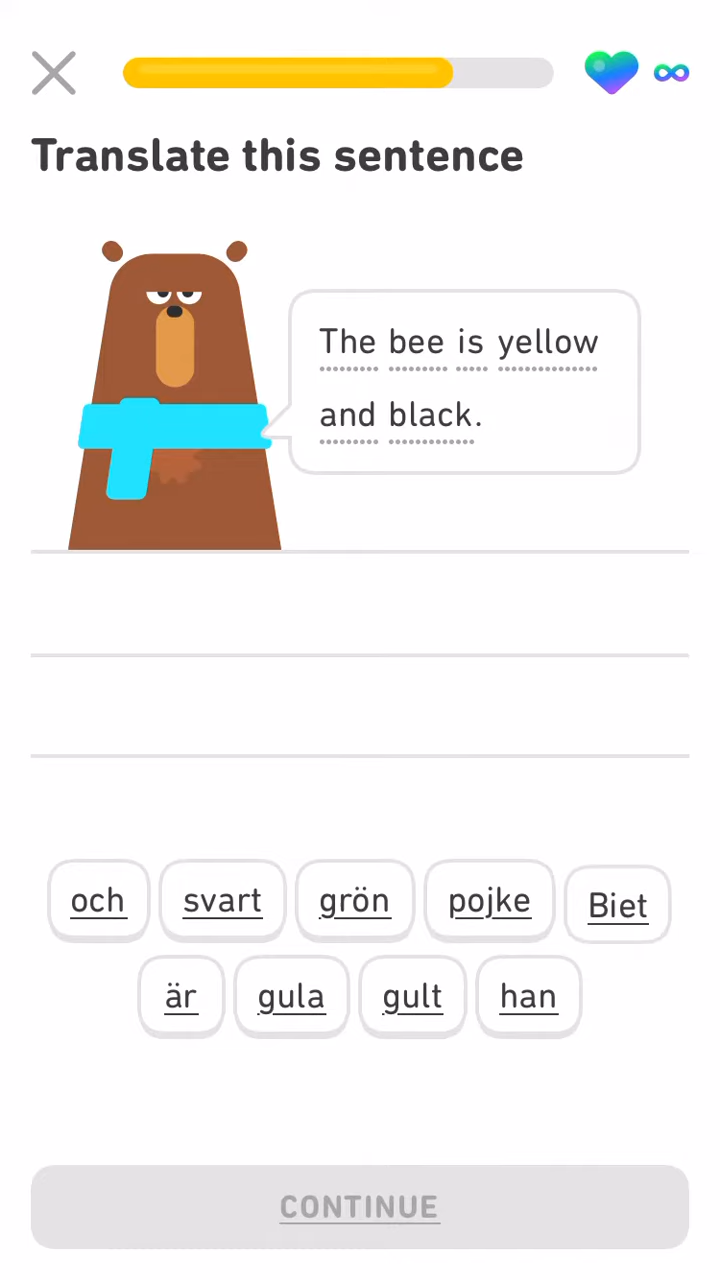 Translate this sentence
The bee is yellow
and black.
och svart grön pojke Biet
är gula gult han
CONTINUE